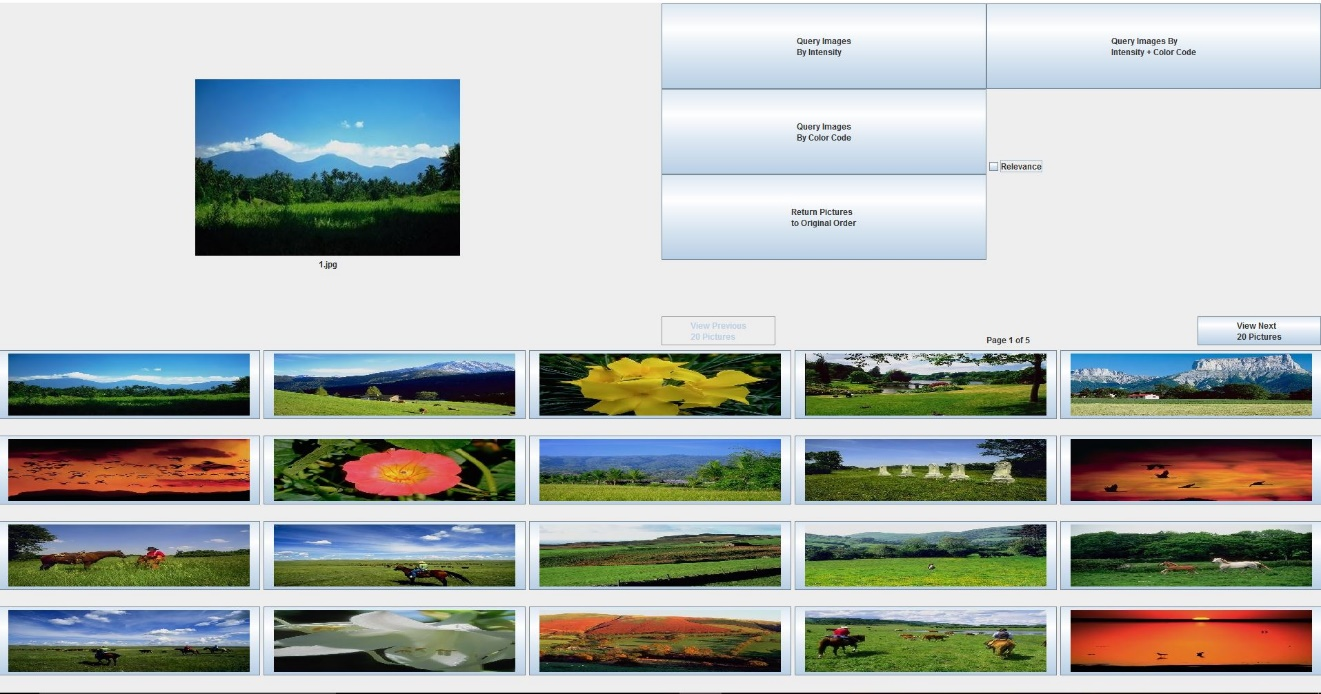 Query Images
By Intensity
Query Images By
Intensity + Color Code
Query Images
By Color Code
Relevance
Return Pictures
to Original Order
1.jpg
View Previous
20 Pictures
Page 1 of 5
View Next
20 Pictures